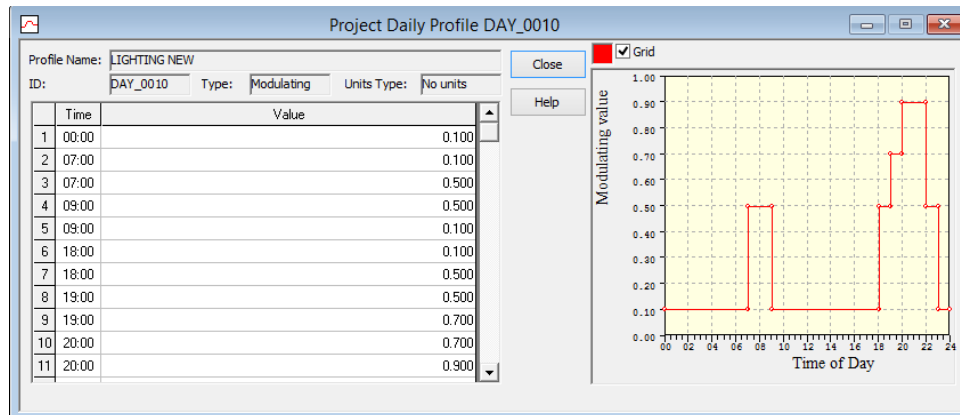 Project Daily Profile DAY_0010
Profile Name: LIGHTING NEW
ID: DAY_0010 Type: Modulating Units Type: No units
Close
Help
Time Value
1 00:00 0.100
2 07:00 0.100
3 07:00 0.500
4 09:00 0.500
5 09:00 0.100
6 18:00 0.100
7 18:00 0.500
8 19:00 0.500
9 19:00 0.700
10 20:00 0.700
11 20:00 0.900
Grid
Modulating value
1.00
0.90
0.80
0.70
0.60
0.50
0.40
0.30
0.20
0.10
0.00
00 02 04 06 08 10 12 14 16 18 20 22 24
Time of Day